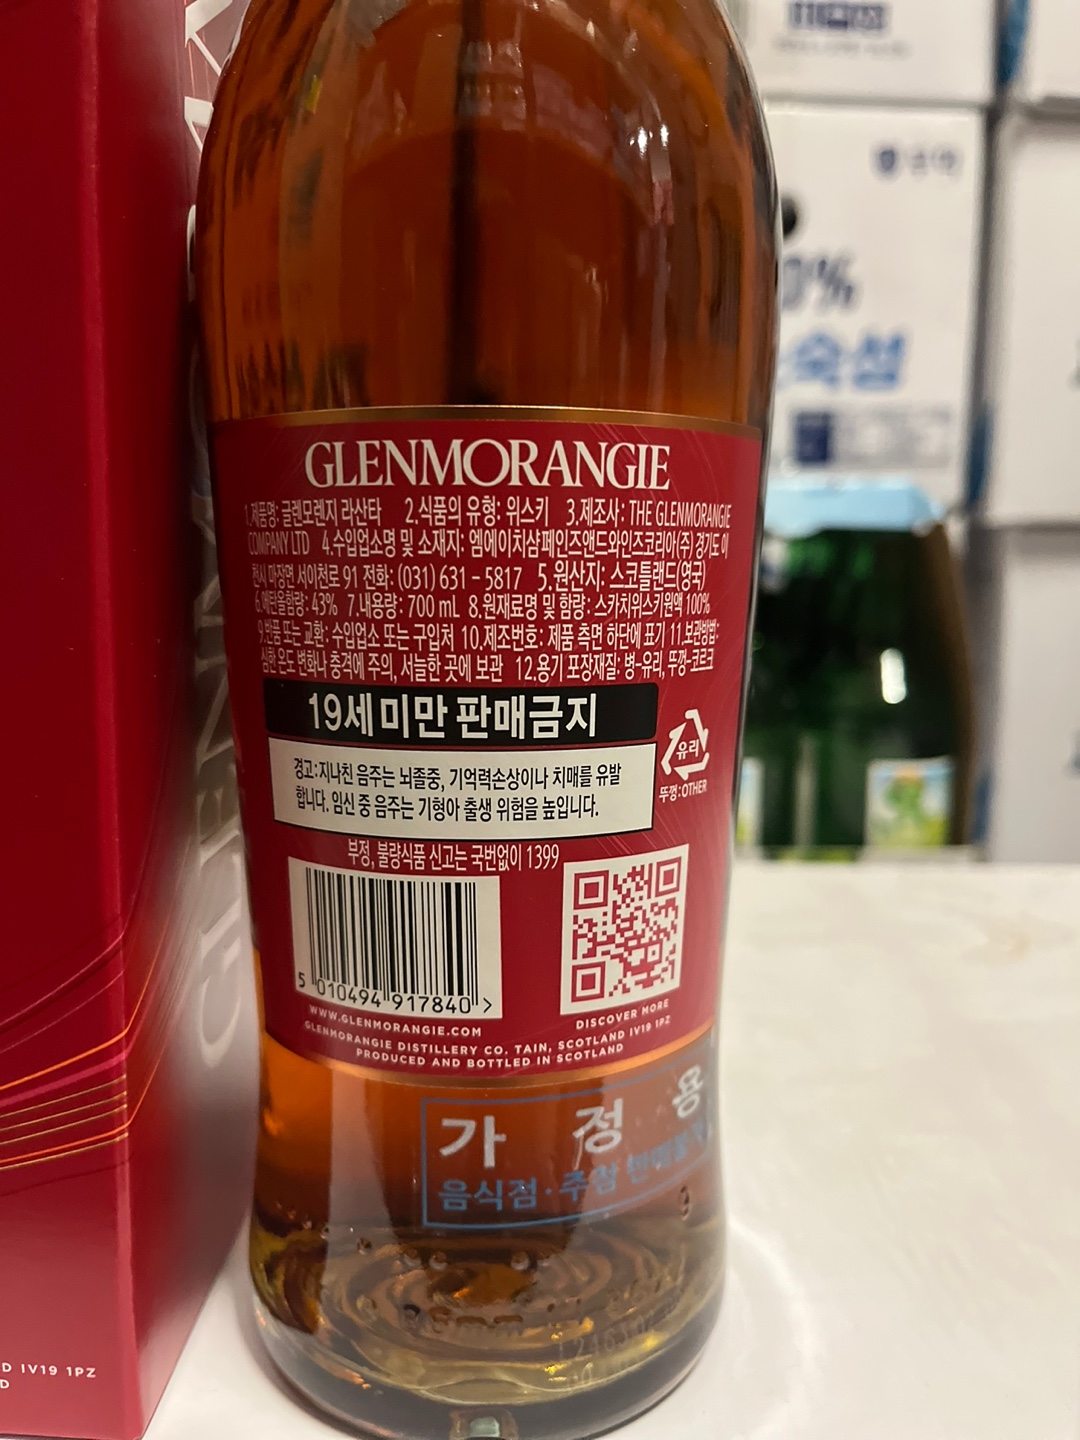 GLENMORANGIE
1.제품명: 글렌모렌지 라산타 2.식품의 유형: 위스키 3.제조사: THE GLENMORANGIE
COMPANY LTD 4.수입업소명 및 소재지: 엠에이치샴페인즈앤드와인즈코리아(주) 경기도 이
천시 마장면 서이천로 91 전화: (031) 631 - 5817 5.원산지: 스코틀랜드(영국)
6.에탄올함량: 43% 7.내용량: 700 mL 8.원재료명 및 함량: 스카치위스키원액 100%
9.반품 또는 교환: 수입업소 또는 구입처 10.제조번호: 제품 측면 하단에 표기 11.보관방법:
심한 온도 변화나 충격에 주의, 서늘한 곳에 보관 12.용기 포장재질: 병-유리, 뚜껑-코르크
19세 미만 판매금지
경고: 지나친 음주는 뇌졸중, 기억력손상이나 치매를 유발
합니다. 임신 중 음주는 기형아 출생 위험을 높입니다.
유리
뚜껑:OTHER
부정, 불량식품 신고는 국번없이 1399
5 010494 917840 >
WWW.GLENMORANGIE.COM
DISCOVER MORE
GLENMORANGIE DISTILLERY CO. TAIN, SCOTLAND IV19 1PZ
PRODUCED AND BOTTLED IN SCOTLAND
가 정 용
음식점·주점 판매불가
D IV19 1PZ
D
0%
숙성